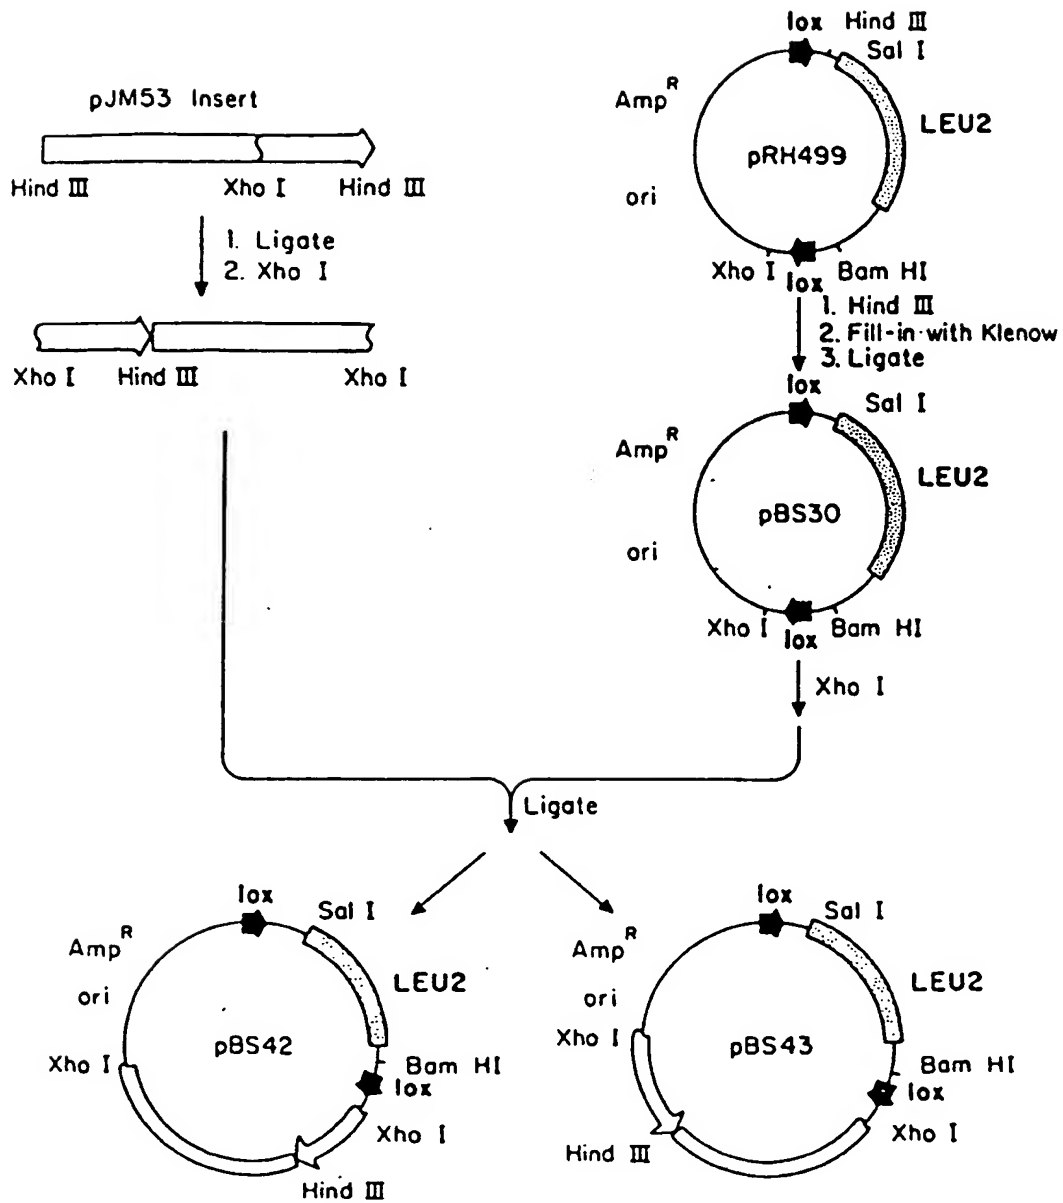 pJM53 Insert
Hind III
Xho I
Hind III
1. Ligate
2. Xho I
Xho I
Hind III
Xho I
lox
Hind III
Sal I
Amp^R
LEU2
pRH499
ori
Xho I
lox
Bam HI
1. Hind III
2. Fill-in with Klenow
3. Ligate
lox
Sal I
Amp^R
LEU2
pBS30
ori
Xho I
lox
Bam HI
Xho I
Ligate
lox
Sal I
Amp^R
LEU2
ori
Xho I
pBS42
Bam HI
lox
Xho I
Hind III
lox
Sal I
Amp^R
LEU2
ori
Xho I
pBS43
Bam HI
lox
Xho I
Hind III